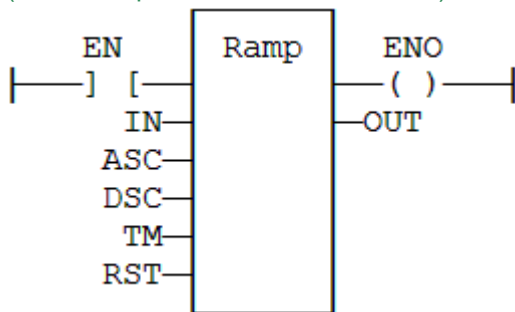 EN Ramp ENO
] [ ( )
IN OUT
ASC
DSC
TM
RST